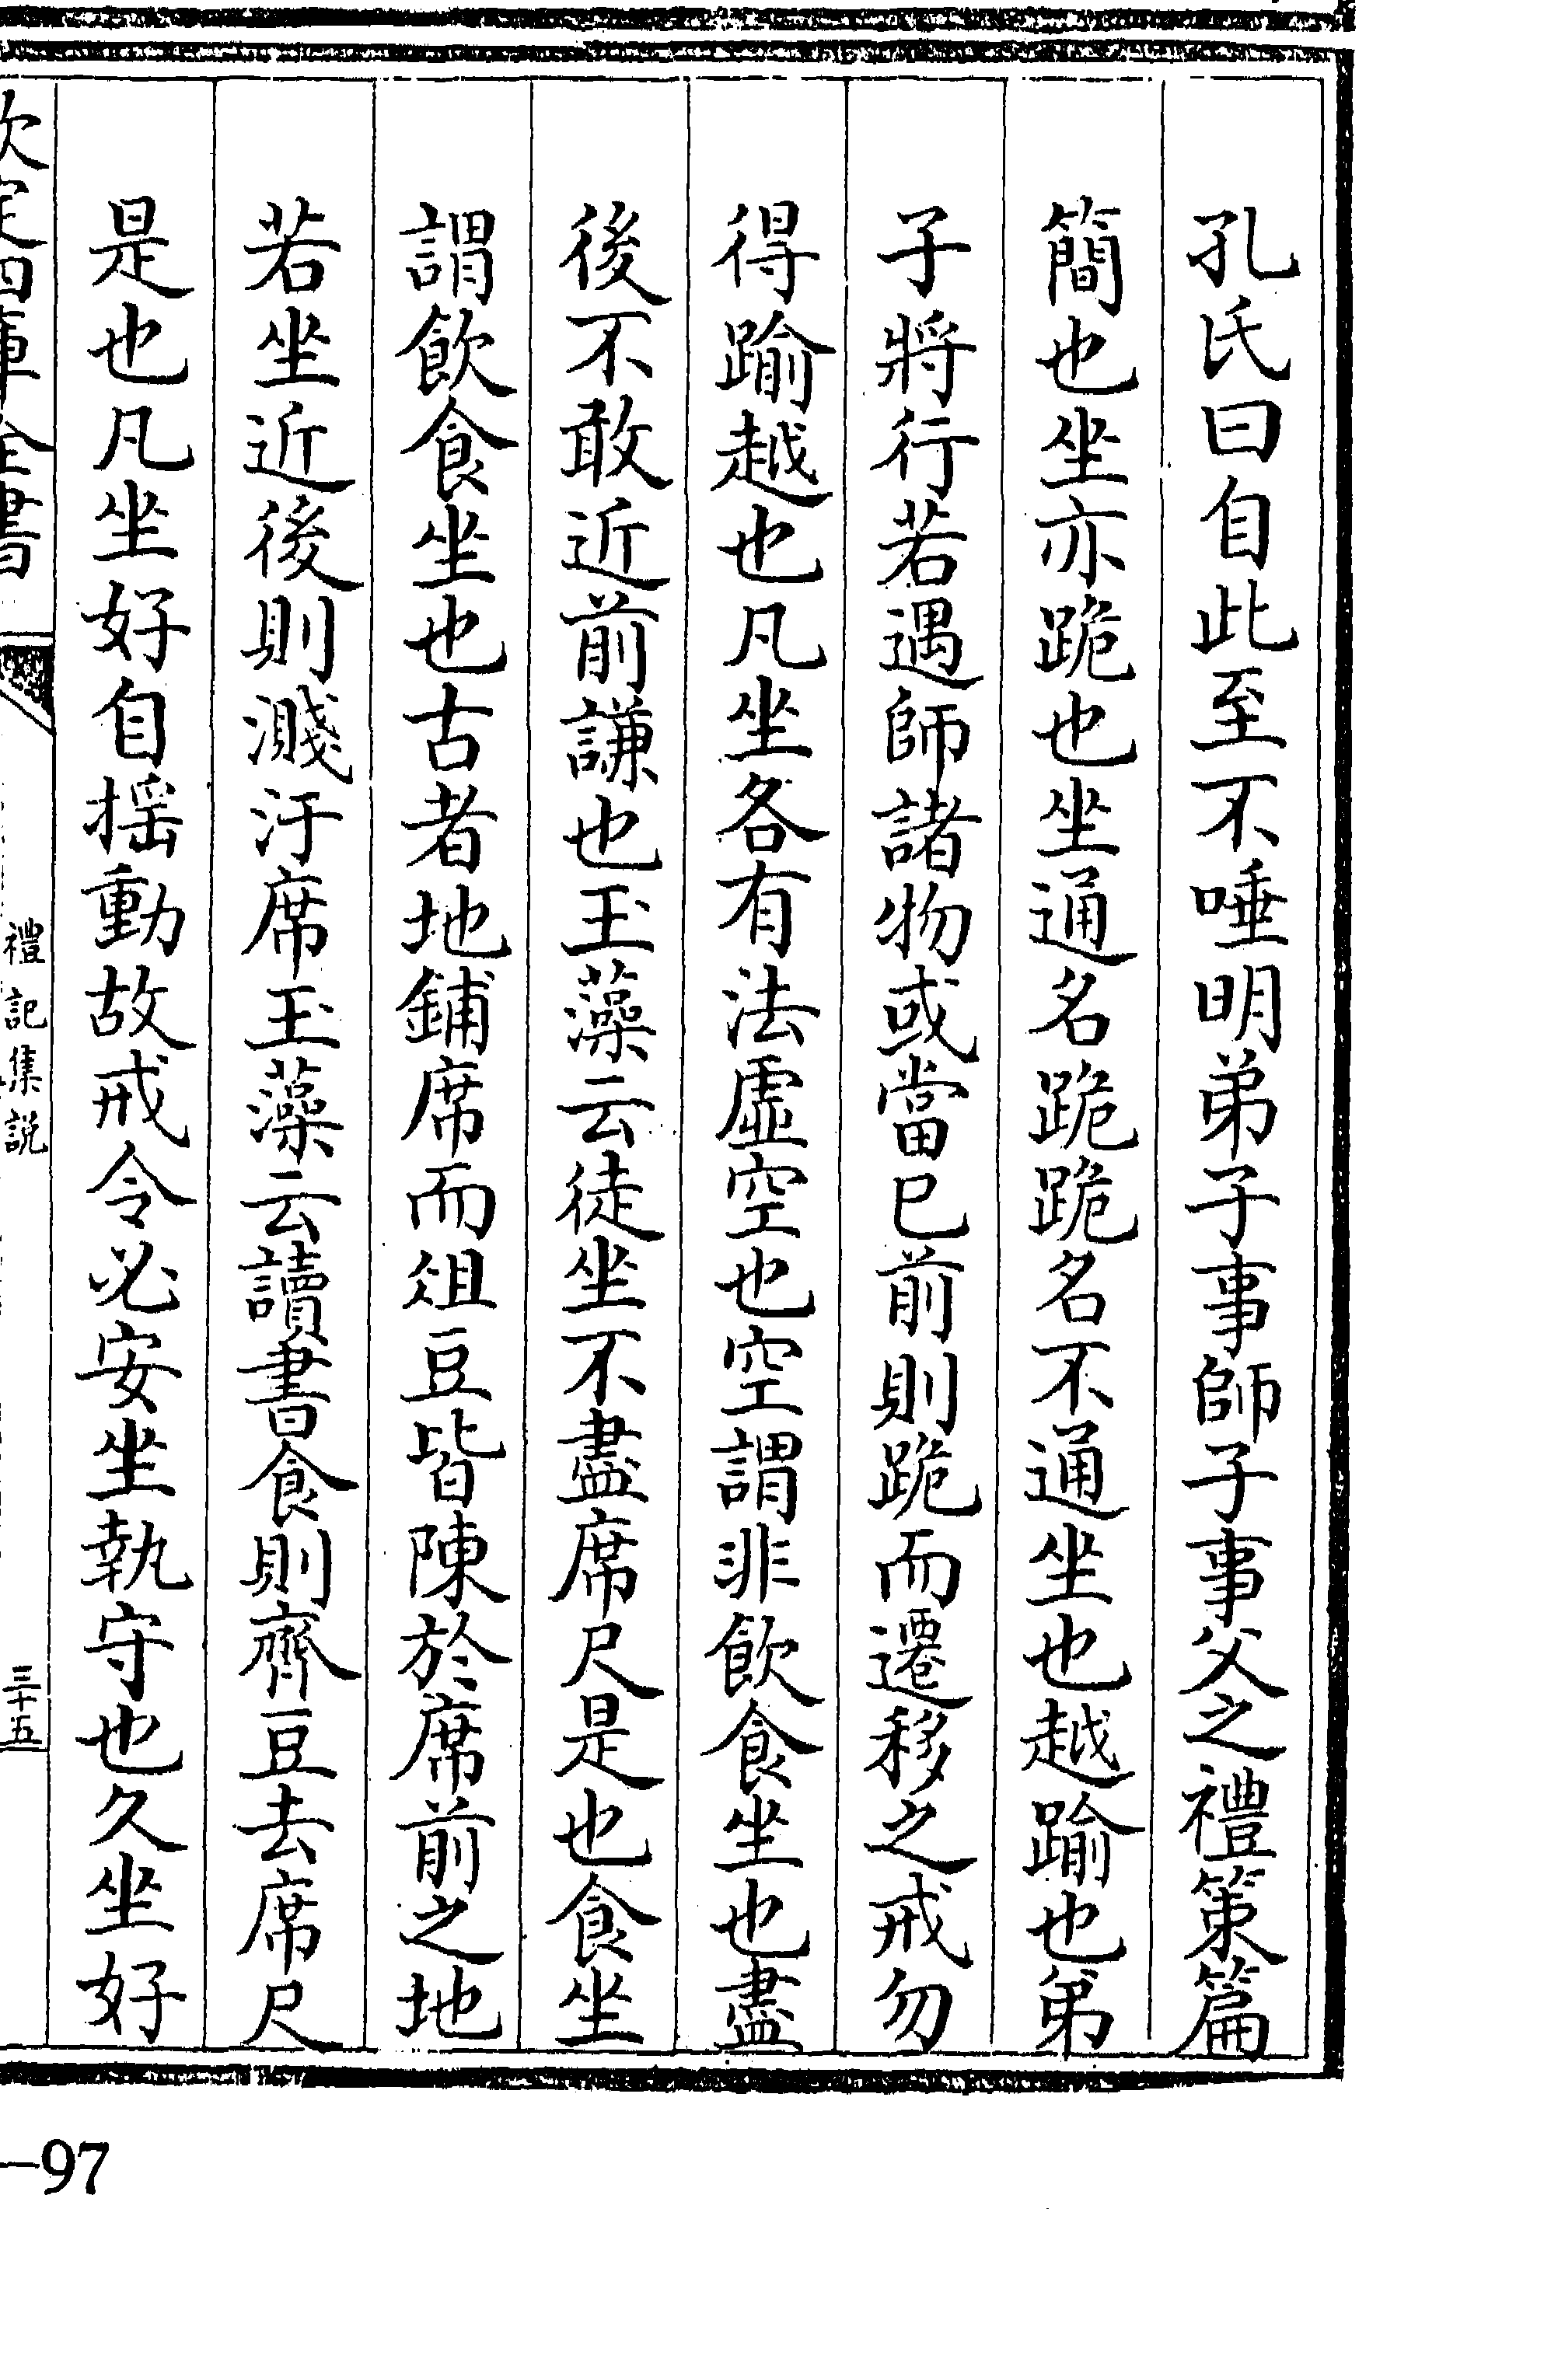 孔氏曰自此至不唾明弟子事師子事父之禮策篇
簡也坐亦跪也坐通名跪跪名不通坐也越踰也弟
子將行若遇師諸物或當已前則跪而遷移之戒勿
得踰越也凡坐各有法虛空也空謂非飲食坐也盡
後不敢近前謙也玉藻云徒坐不盡席尺是也食坐
謂飲食坐也古者地鋪席而俎豆皆陳於席前之地
若坐近後則濺汙席玉藻云讀書食則齊豆去席尺
是也凡坐好自揺動故戒令必安坐執守也久坐好
欽定四庫全書
禮記集説
三十五
—97